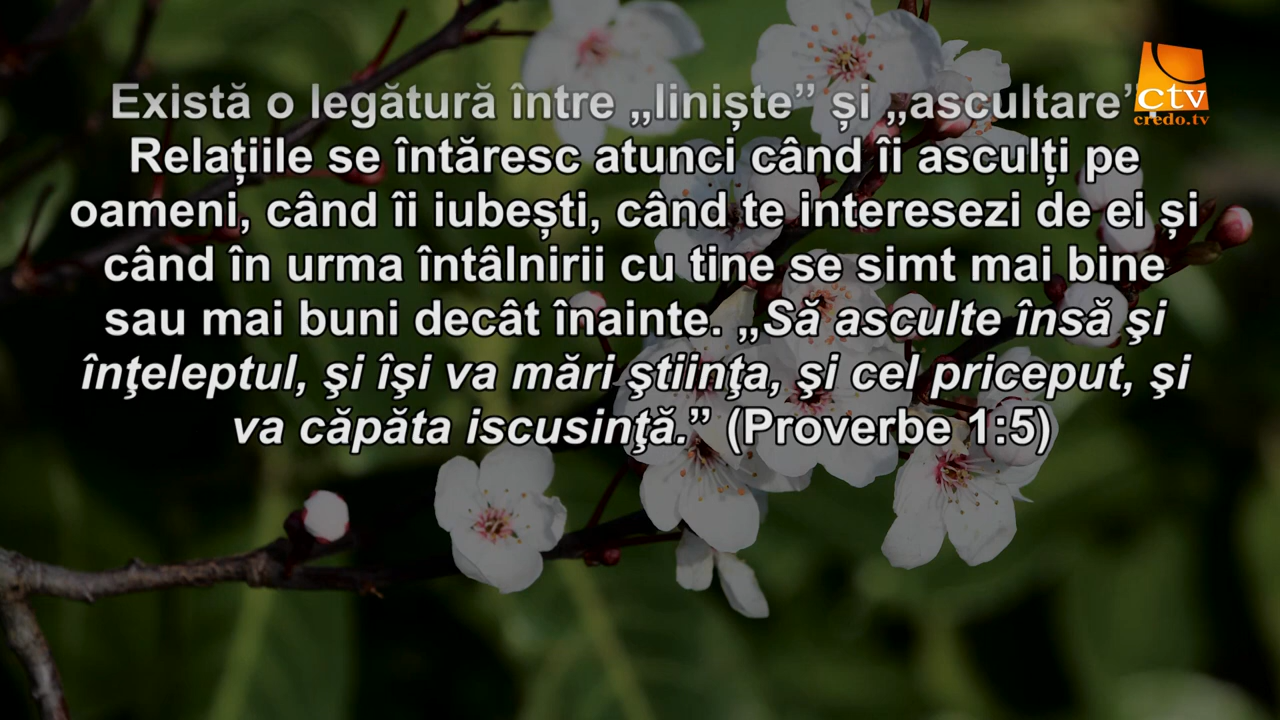 Există o legătură între „liniște” și „ascultare”
Relațiile se întăresc atunci când îi asculți pe
oameni, când îi iubești, când te interesezi de ei și
când în urma întâlnirii cu tine se simt mai bine
sau mai buni decât înainte. „Să asculte însă şi
înţeleptul, şi îşi va mări ştiinţa, şi cel priceput, şi
va căpăta iscusinţă.” (Proverbe 1:5)
ctv
credo.tv